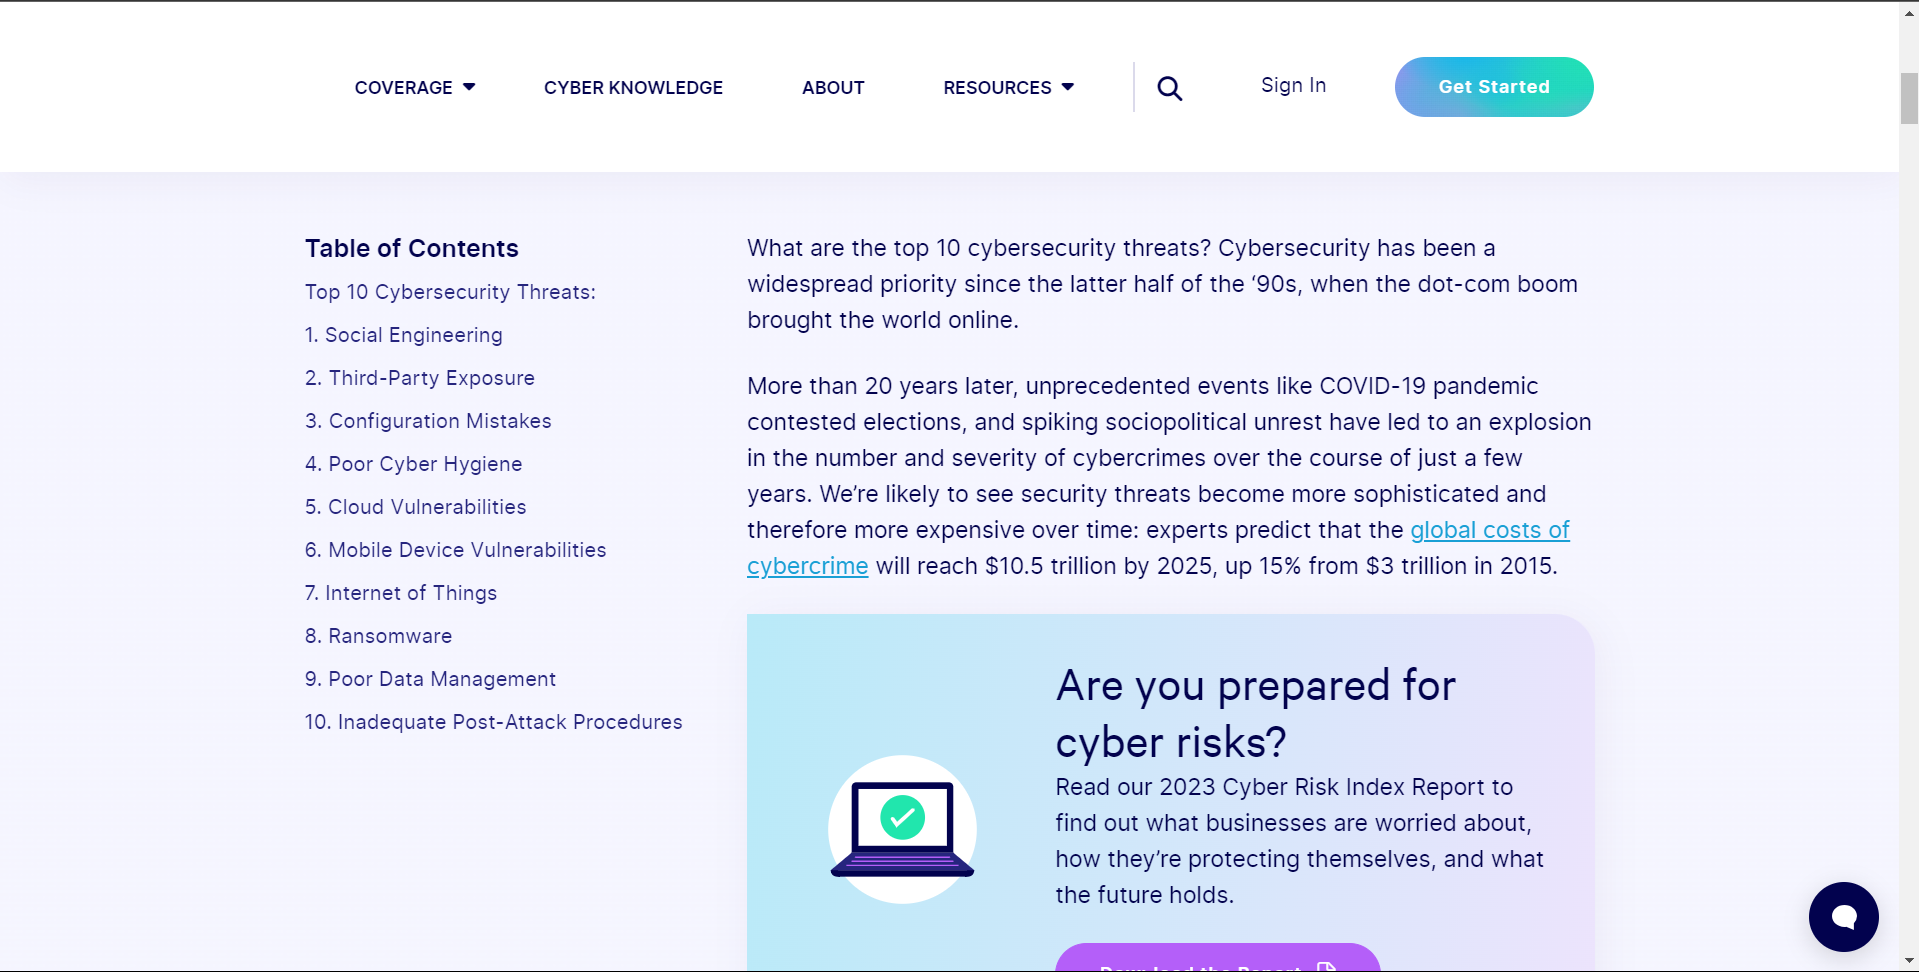 COVERAGE
CYBER KNOWLEDGE
ABOUT
RESOURCES
Sign In
Get Started
Table of Contents
Top 10 Cybersecurity Threats:
1. Social Engineering
2. Third-Party Exposure
3. Configuration Mistakes
4. Poor Cyber Hygiene
5. Cloud Vulnerabilities
6. Mobile Device Vulnerabilities
7. Internet of Things
8. Ransomware
9. Poor Data Management
10. Inadequate Post-Attack Procedures
What are the top 10 cybersecurity threats? Cybersecurity has been a
widespread priority since the latter half of the ‘90s, when the dot-com boom
brought the world online.
More than 20 years later, unprecedented events like COVID-19 pandemic
contested elections, and spiking sociopolitical unrest have led to an explosion
in the number and severity of cybercrimes over the course of just a few
years. We’re likely to see security threats become more sophisticated and
therefore more expensive over time: experts predict that the global costs of
cybercrime will reach $10.5 trillion by 2025, up 15% from $3 trillion in 2015.
Are you prepared for
cyber risks?
Read our 2023 Cyber Risk Index Report to
find out what businesses are worried about,
how they’re protecting themselves, and what
the future holds.
Download the Report